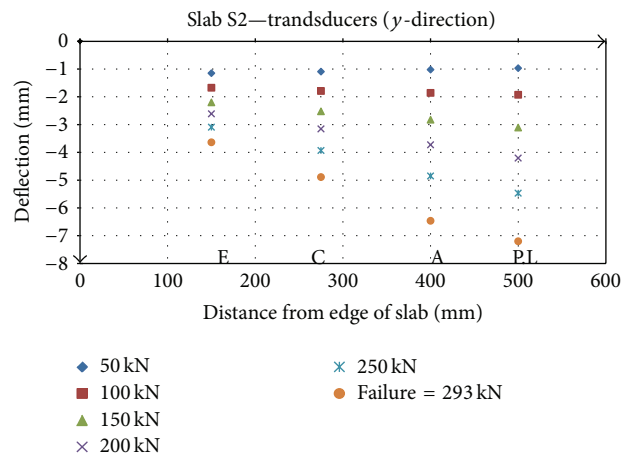 Slab S2—trandsducers (y-direction)
0
−1
−2
−3
−4
−5
−6
−7
−8
Deflection (mm)
E C A P.L
0 100 200 300 400 500 600
Distance from edge of slab (mm)
50 kN
100 kN
150 kN
200 kN
250 kN
Failure = 293 kN